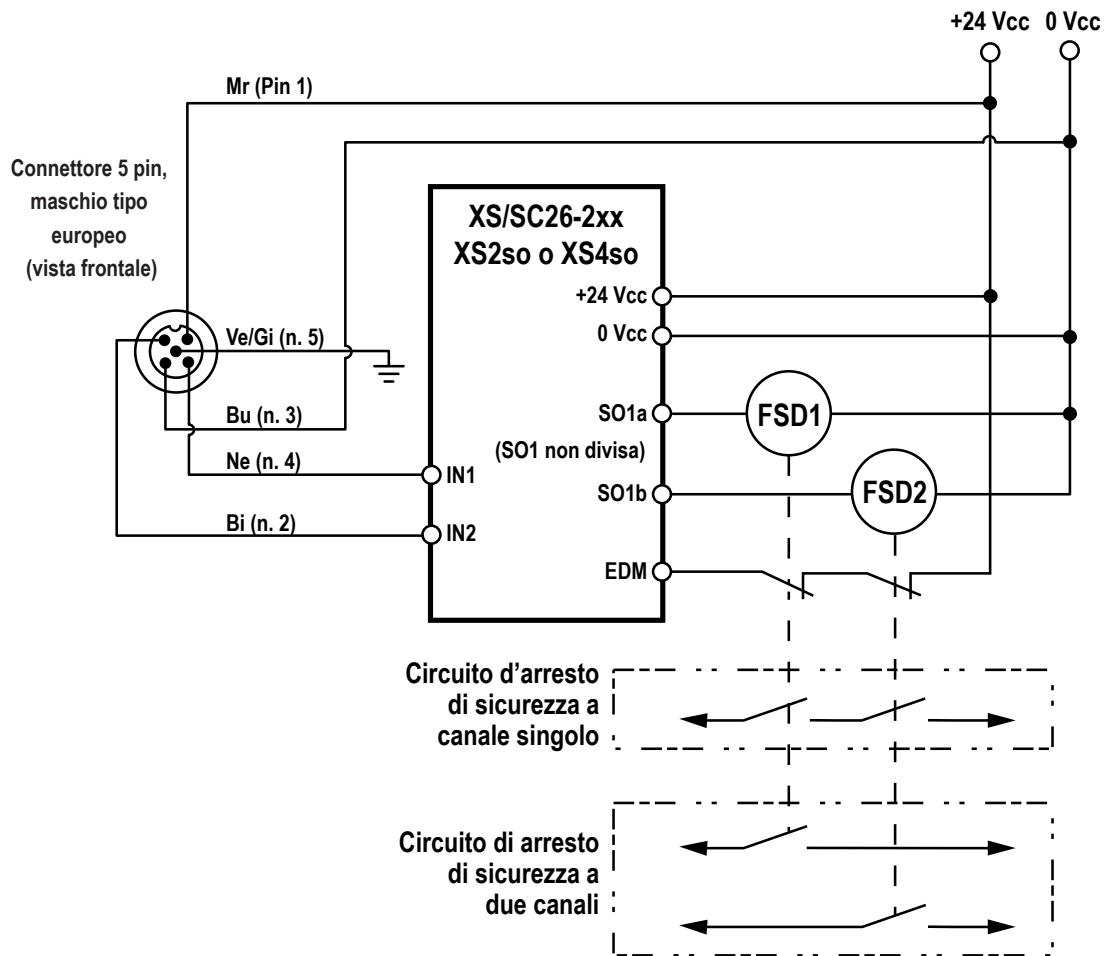 +24 Vcc 0 Vcc
Mr (Pin 1)
Connettore 5 pin,
maschio tipo
europeo
(vista frontale)
XS/SC26-2xx
XS2so o XS4so
+24 Vcc
0 Vcc
Ve/Gi (n. 5)
Bu (n. 3)
SO1a
FSD1
(SO1 non divisa)
Ne (n. 4)
IN1
SO1b
FSD2
Bi (n. 2)
IN2
EDM
Circuito d'arresto
di sicurezza a
canale singolo
Circuito di arresto
di sicurezza a
due canali